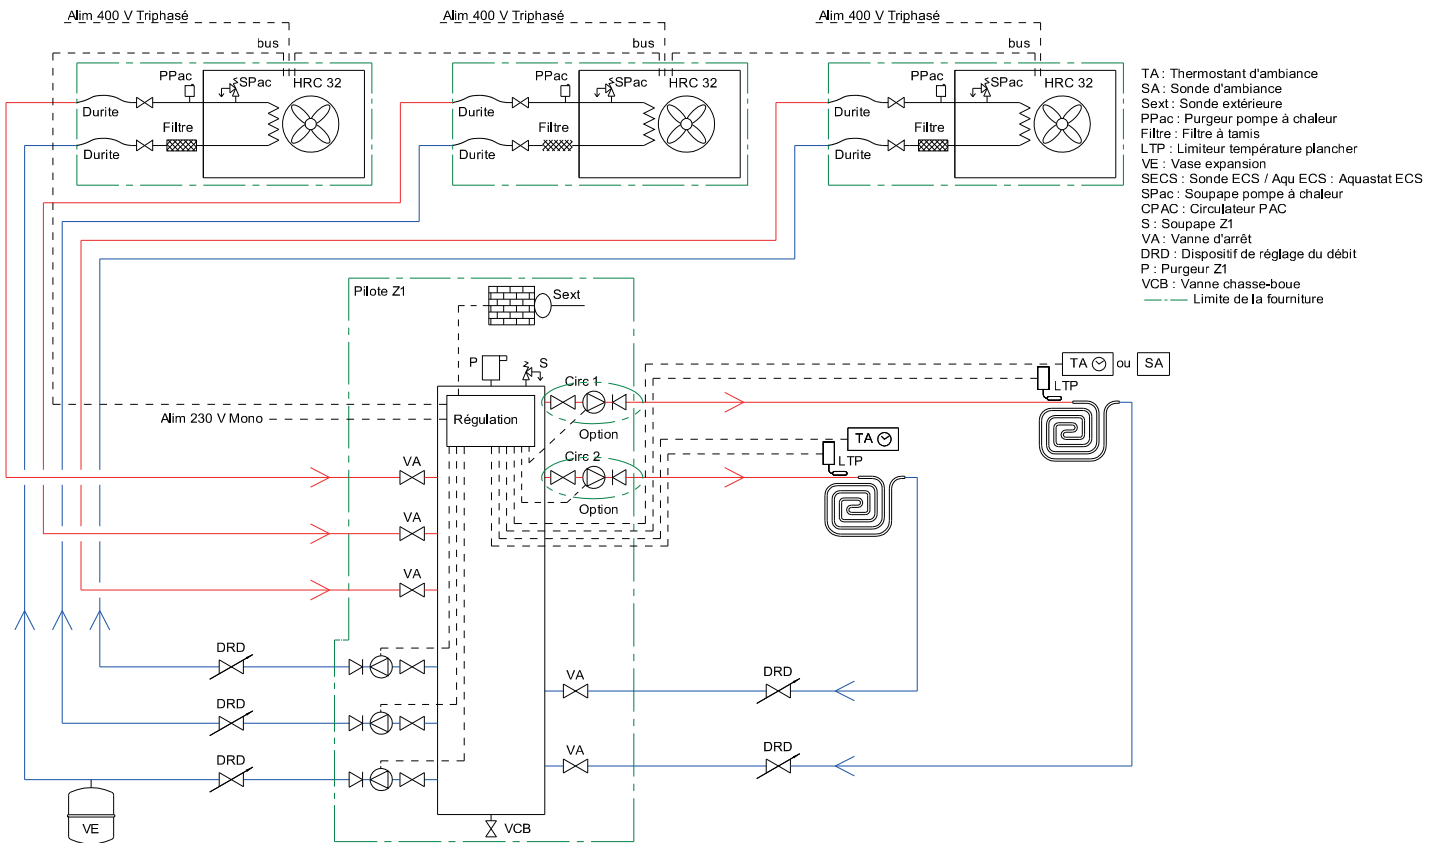 Alim 400 V Triphasé
Alim 400 V Triphasé
Alim 400 V Triphasé
bus
bus
bus
PPac
SPac
HRC 32
Durite
Filtre
Durite
PPac
SPac
HRC 32
Durite
Filtre
Durite
PPac
SPac
HRC 32
Durite
Filtre
Durite
TA : Thermostant d'ambiance
SA : Sonde d'ambiance
Sext : Sonde extérieure
PPac : Purgeur pompe à chaleur
Filtre : Filtre à tamis
LTP : Limiteur température plancher
VE : Vase expansion
SECS : Sonde ECS / Aqu ECS : Aquastat ECS
SPac : Soupape pompe à chaleur
CPAC : Circulateur PAC
S : Soupape Z1
VA : Vanne d'arrêt
DRD : Dispositif de réglage du débit
P : Purgeur Z1
VCB : Vanne chasse-boue
Limite de la fourniture
Pilote Z1
Sext
P
S
Circ 1
Option
TA
ou
SA
LTP
Alim 230 V Mono
Régulation
TA
LTP
Circ 2
Option
VA
VA
VA
DRD
DRD
DRD
VA
DRD
VA
DRD
VE
VCB